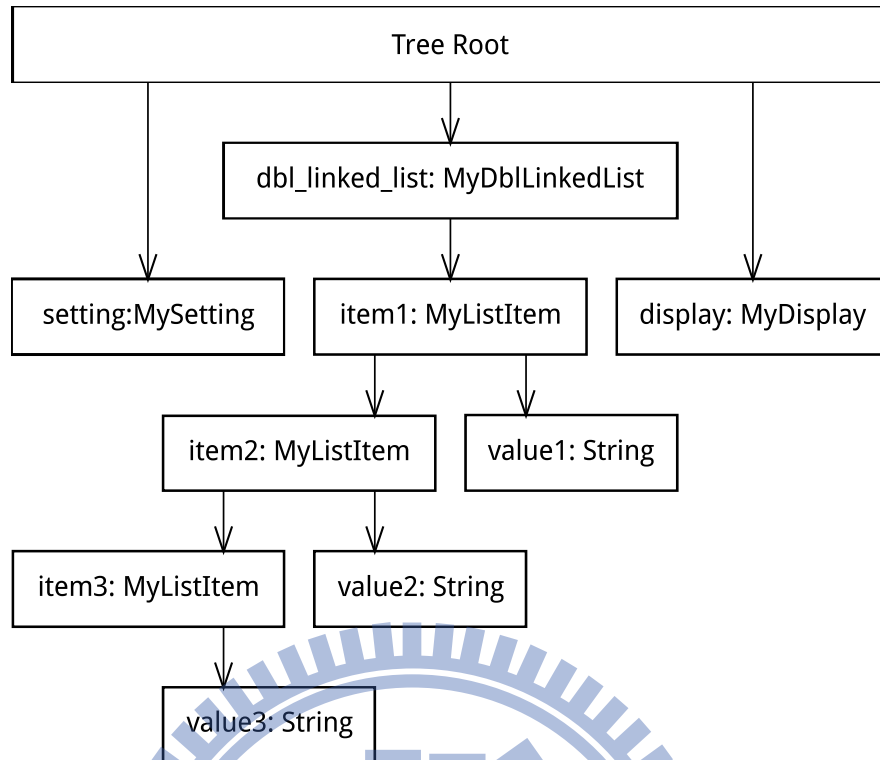 Tree Root
dbl_linked_list: MyDblLinkedList
setting:MySetting
item1: MyListItem
display: MyDisplay
item2: MyListItem
value1: String
item3: MyListItem
value2: String
value3: String